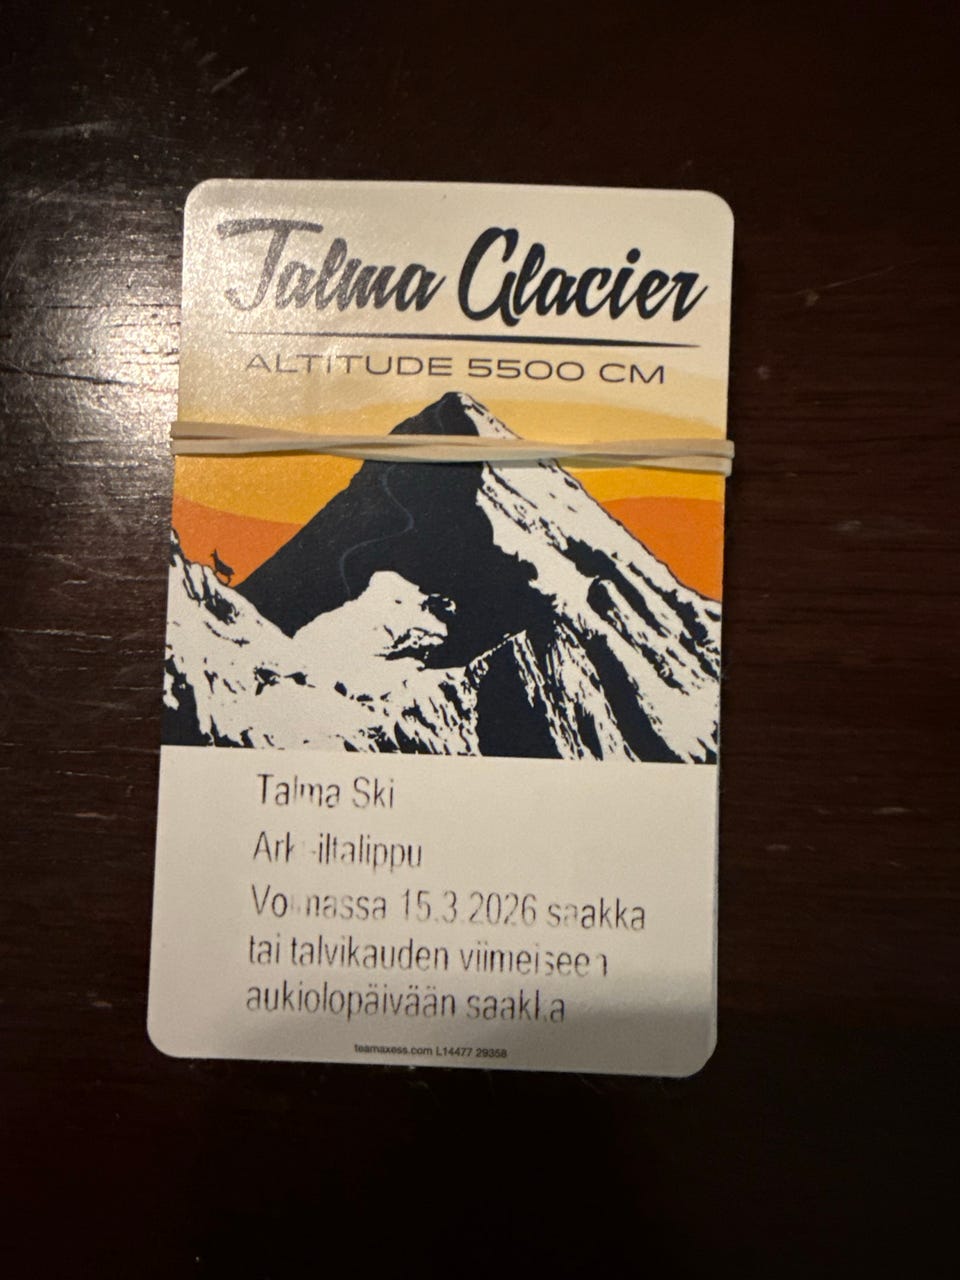 Talma Glacier
ALTITUDE 5500 CM
Talma Ski
Arki-iltalippu
Voimassa 15.3.2026 saakka
tai talvikauden viimeiseen
aukiolopäivään saakka
teamaxess.com L14477 29358